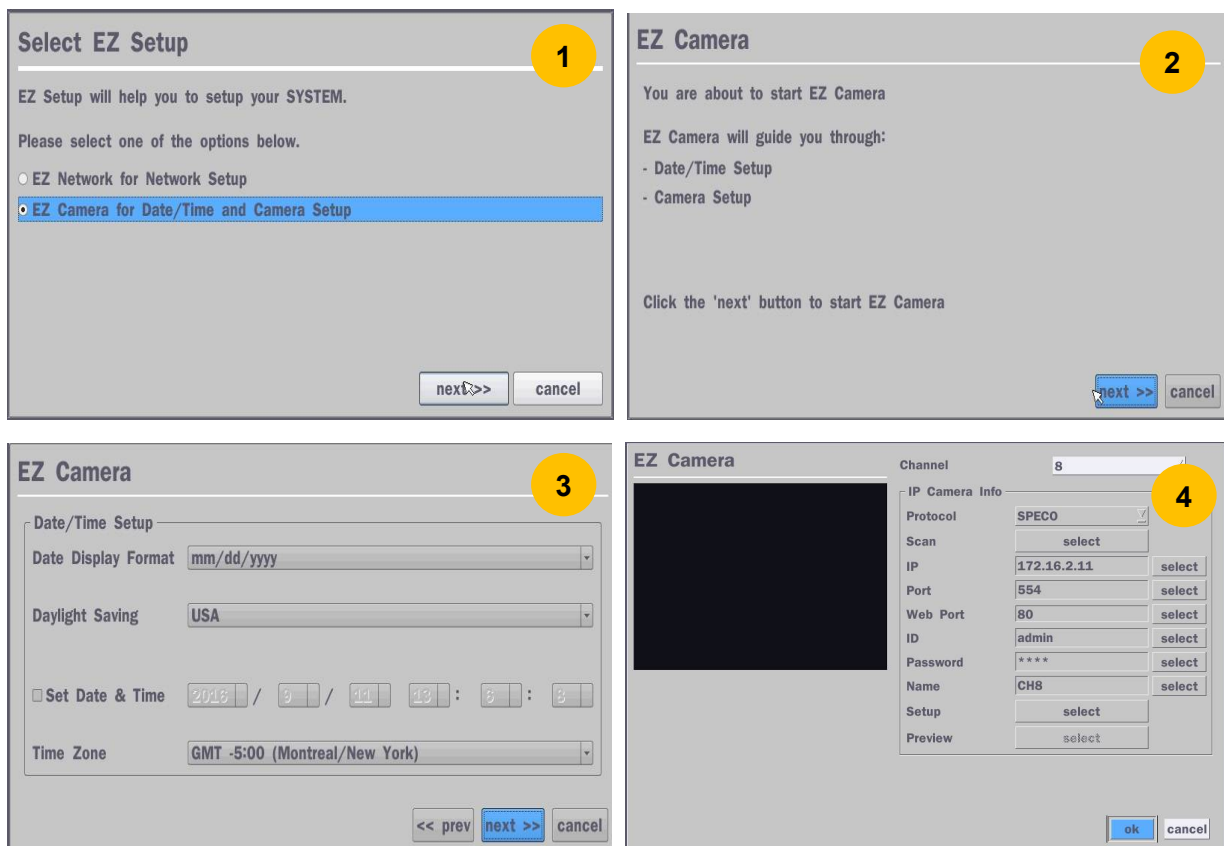 Select EZ Setup
1
EZ Setup will help you to setup your SYSTEM.
Please select one of the options below.
EZ Network for Network Setup
EZ Camera for Date/Time and Camera Setup
next >>
cancel
EZ Camera
2
You are about to start EZ Camera
EZ Camera will guide you through:
- Date/Time Setup
- Camera Setup
Click the 'next' button to start EZ Camera
next >>
cancel
EZ Camera
3
Date/Time Setup
Date Display Format mm/dd/yyyy
Daylight Saving USA
Set Date & Time 2016 / 9 / 11 13 : 6 : 8
Time Zone GMT -5:00 (Montreal/New York)
<< prev next >> cancel
EZ Camera
4
Channel 8
IP Camera Info
Protocol SPECO
Scan select
IP 172.16.2.11 select
Port 554 select
Web Port 80 select
ID admin select
Password **** select
Name CH8 select
Setup select
Preview select
ok cancel